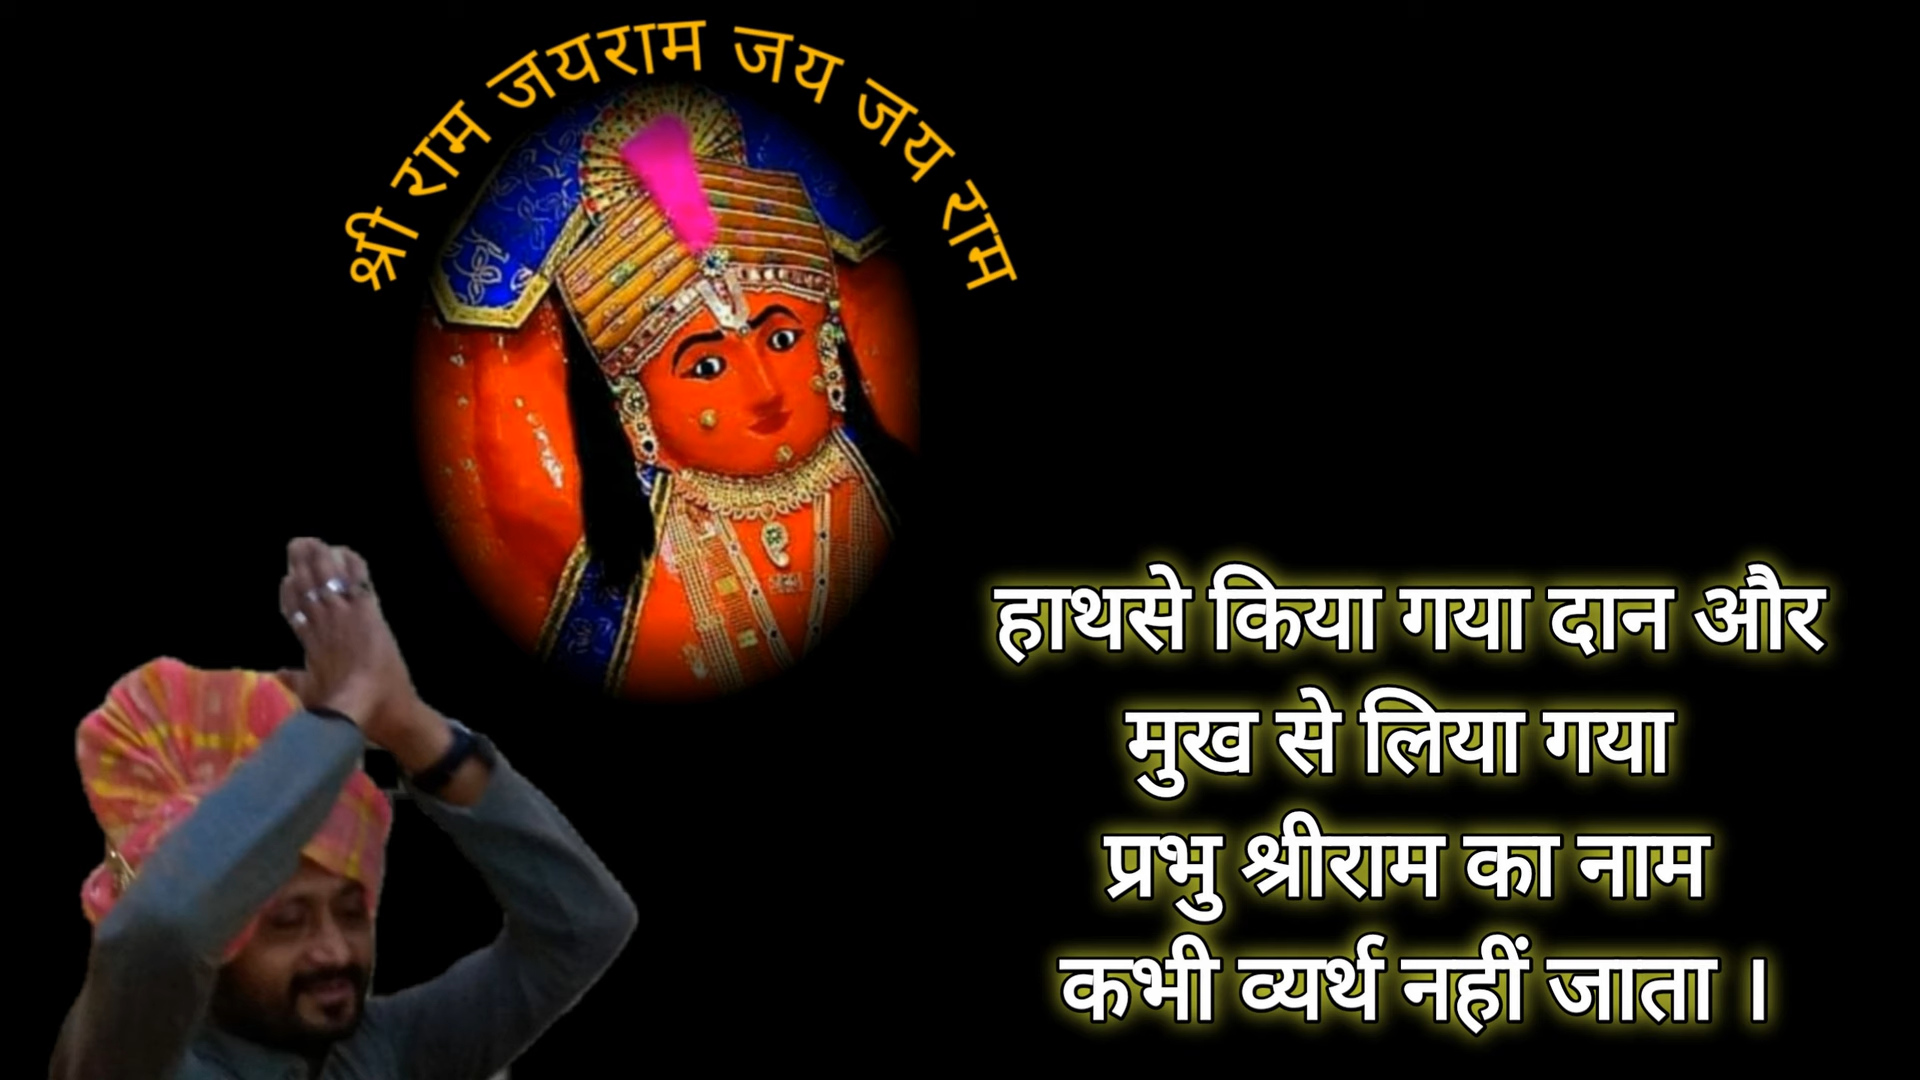 श्री राम जयराम जय जय राम
हाथसे किया गया दान और
मुख से लिया गया
प्रभु श्रीराम का नाम
कभी व्यर्थ नहीं जाता ।